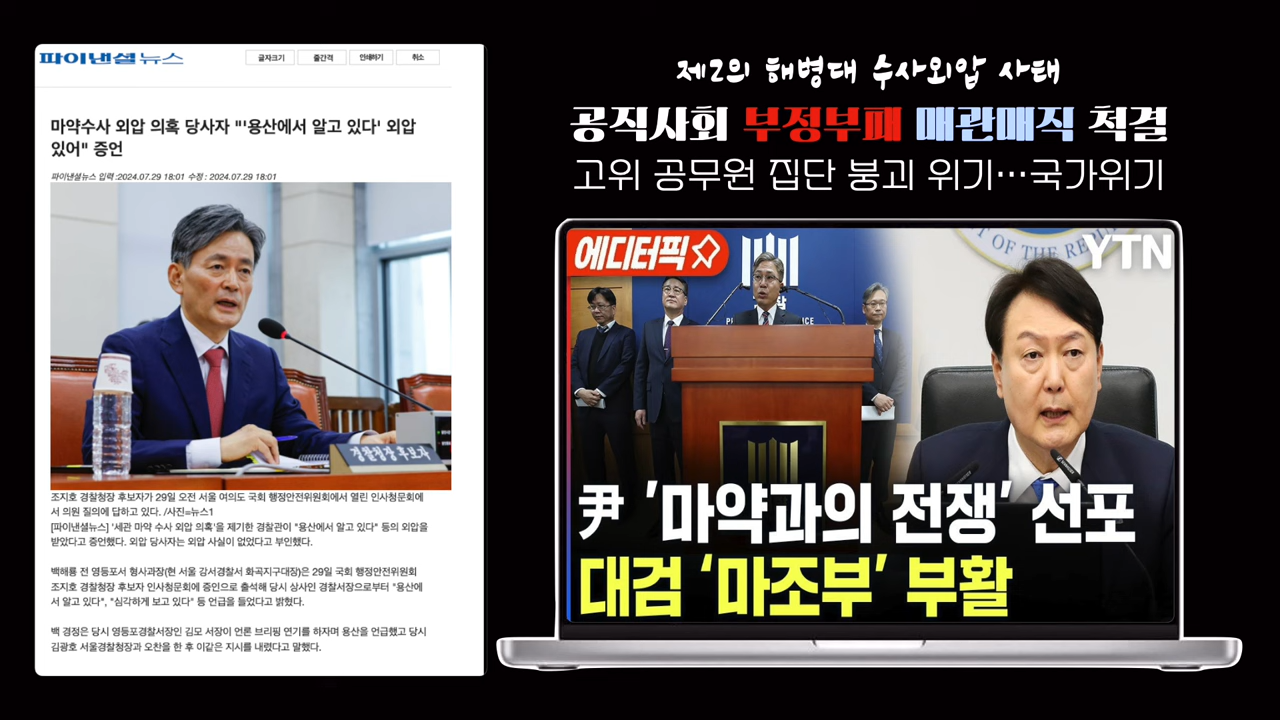 파이낸셜뉴스
글자크기 줄간격 인쇄하기 취소
마약수사 외압 의혹 당사자 "'용산에서 알고 있다' 외압
있어" 증언
파이낸셜뉴스 입력 :2024.07.29 18:01 수정 : 2024.07.29 18:01
경찰청장후보자
조지호 경찰청장 후보자가 29일 오전 서울 여의도 국회 행정안전위원회에서 열린 인사청문회에
서 의원 질의에 답하고 있다. /사진=뉴스1
[파이낸셜뉴스] '세관 마약 수사 외압 의혹'을 제기한 경찰관이 "용산에서 알고 있다" 등의 외압을
받았다고 증언했다. 외압 당사자는 외압 사실이 없었다고 부인했다.
백해룡 전 영등포서 형사과장(현 서울 강서경찰서 화곡지구대장)은 29일 국회 행정안전위원회
조지호 경찰청장 후보자 인사청문회에 증인으로 출석해 당시 상사인 경찰서장으로부터 "용산에
서 알고 있다", "심각하게 보고 있다" 등 언급을 들었다고 밝혔다.
백 경정은 당시 영등포경찰서장인 김모 서장이 언론 브리핑 연기를 하자며 용산을 언급했고 당시
김광호 서울경찰청장과 오찬을 한 후 이같은 지시를 내렸다고 말했다.
제2의 해병대 수사외압 사태
공직사회 부정부패 매관매직 척결
고위 공무원 집단 붕괴 위기…국가위기
에디터픽
OF THE REPU
YTN
尹 '마약과의 전쟁' 선포
대검 '마조부' 부활